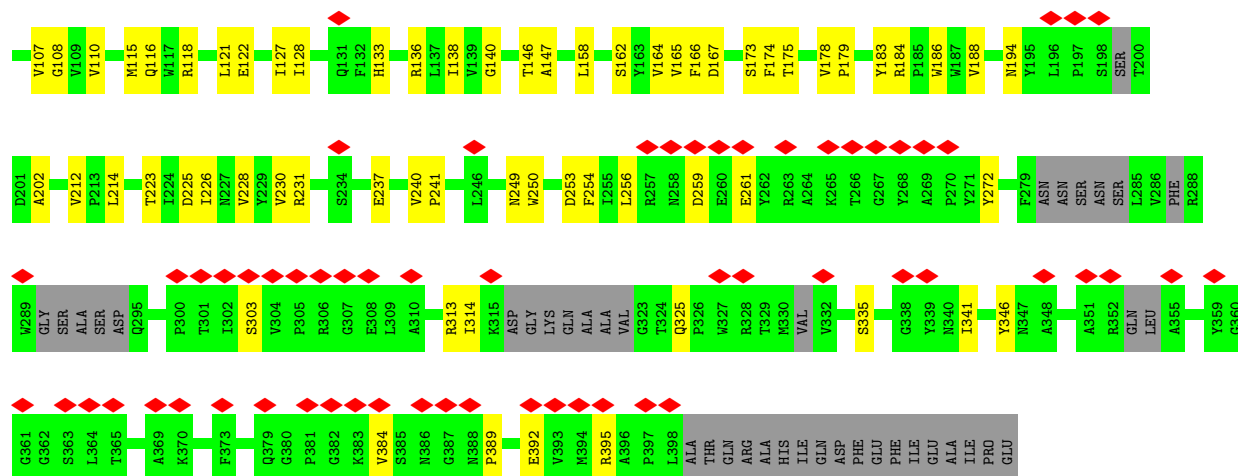 V107 G108 V109 V110 M115 Q116 W117 R118 L121 E122 I127 I128 Q131 F132 H133 R136 L137 I138 V139 G140 T146 A147 L158 S162 Y163 V164 V165 F166 D167 S173 F174 T175 V178 P179 Y183 R184 P185 W186 W187 V188 N194 Y195 L196 P197 S198 SER T200
D201 A202 V212 P213 L214 T223 I224 D225 I226 N227 V228 Y229 V230 R231 S234 E237 V240 P241 L246 N249 W250 D253 F254 I255 L256 R257 N258 D259 E260 E261 Y262 R263 A264 K265 T266 G267 Y268 A269 P270 Y271 Y272 F279 ASN ASN SER ASN SER L285 V286 PHE R288
W289 GLY SER ALA SER ASP Q295 P300 T301 I302 S303 V304 P305 R306 G307 E308 L309 A310 R313 I314 K315 ASP GLY LYS GLN ALA ALA VAL G323 T324 Q325 P326 W327 R328 T329 M330 VAL V332 S335 G338 Y339 N340 I341 Y346 N347 A348 A351 R352 GLN LEU A355 Y359 G360
G361 G362 S363 L364 T365 A369 K370 F373 Q379 G380 P381 G382 K383 V384 S385 N386 G387 N388 P389 E392 V393 M394 R395 A396 P397 L398 ALA THR GLN ARG ALA HIS ILE GLN ASP PHE GLU GLU PHE ILE GLU ALA ILE PRO GLU